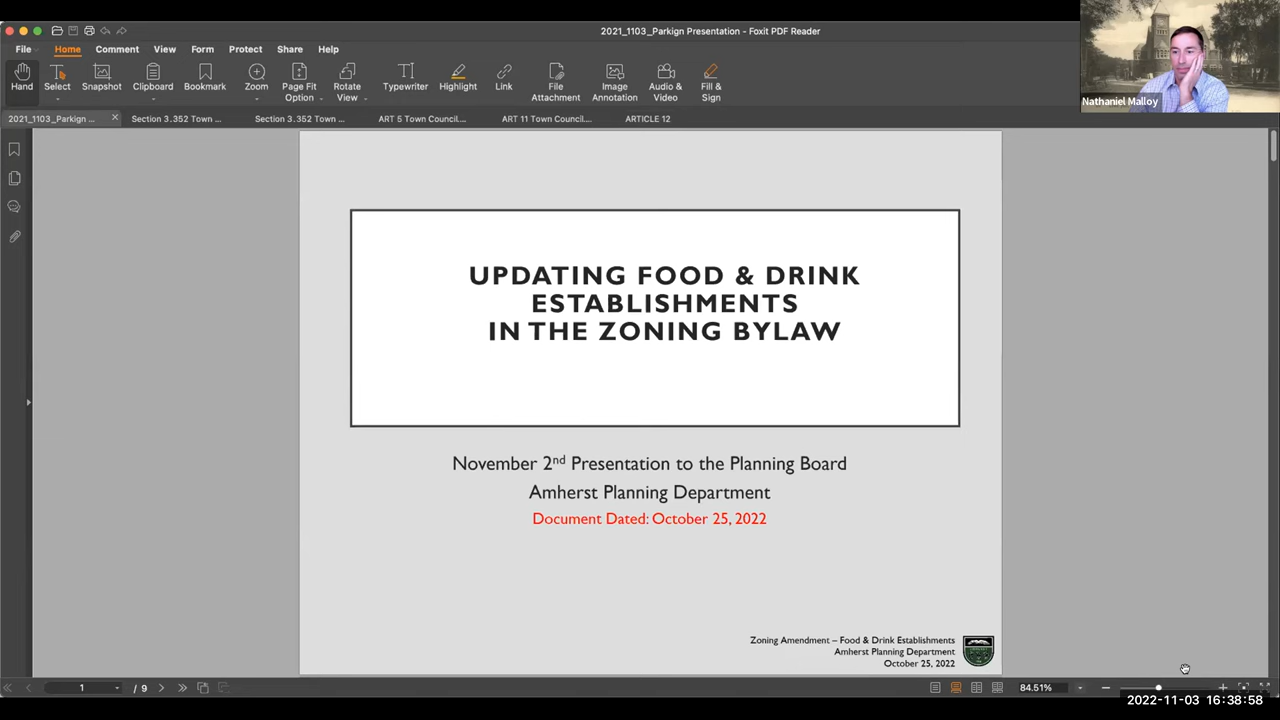 2021_1103_Parkign Presentation - Foxit PDF Reader
File Home Comment View Form Protect Share Help
Hand Select Snapshot Clipboard Bookmark Zoom Page Fit Option Rotate View Typewriter Highlight Link File Attachment Image Annotation Audio & Video Fill & Sign
Nathaniel Malloy
2021_1103_Parkign ... Section 3.352 Town ... Section 3.352 Town ... ART 5 Town Council.... ART 11 Town Council.... ARTICLE 12
UPDATING FOOD & DRINK
ESTABLISHMENTS
IN THE ZONING BYLAW
November 2nd Presentation to the Planning Board
Amherst Planning Department
Document Dated: October 25, 2022
Zoning Amendment – Food & Drink Establishments
Amherst Planning Department
October 25, 2022
1 / 9 84.51%
2022-11-03 16:38:58